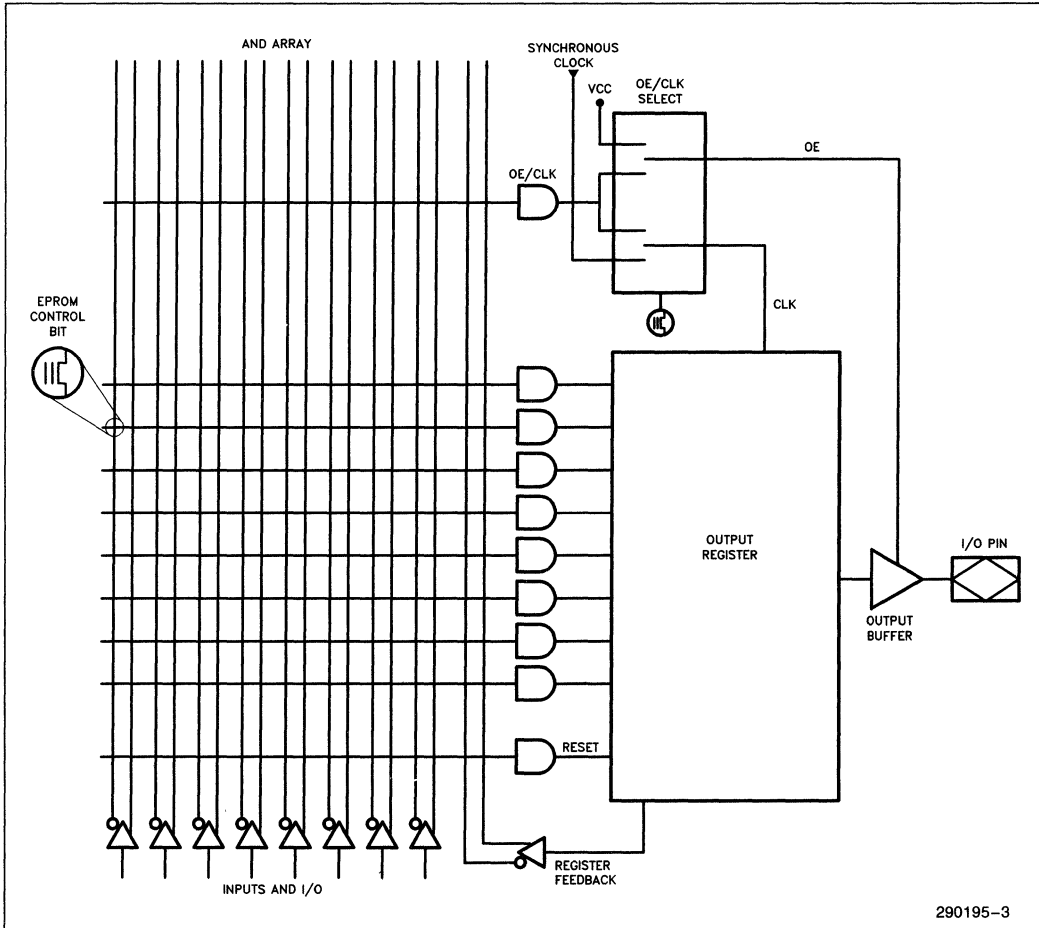 AND ARRAY
SYNCHRONOUS
CLOCK
VCC
OE/CLK
SELECT
OE
OE/CLK
CLK
EPROM
CONTROL
BIT
OUTPUT
REGISTER
I/O PIN
OUTPUT
BUFFER
RESET
REGISTER
FEEDBACK
INPUTS AND I/O
290195–3